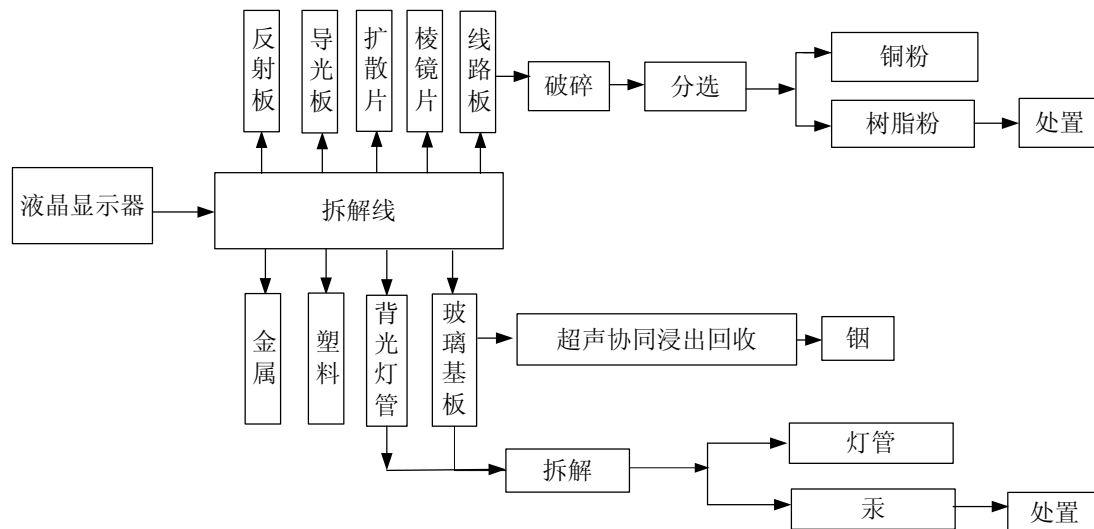 反射板
导光板
扩散片
棱镜片
线路板
破碎
分选
铜粉
树脂粉
处置
液晶显示器
拆解线
金属
塑料
背光灯管
玻璃基板
超声协同浸出回收
铟
拆解
灯管
汞
处置